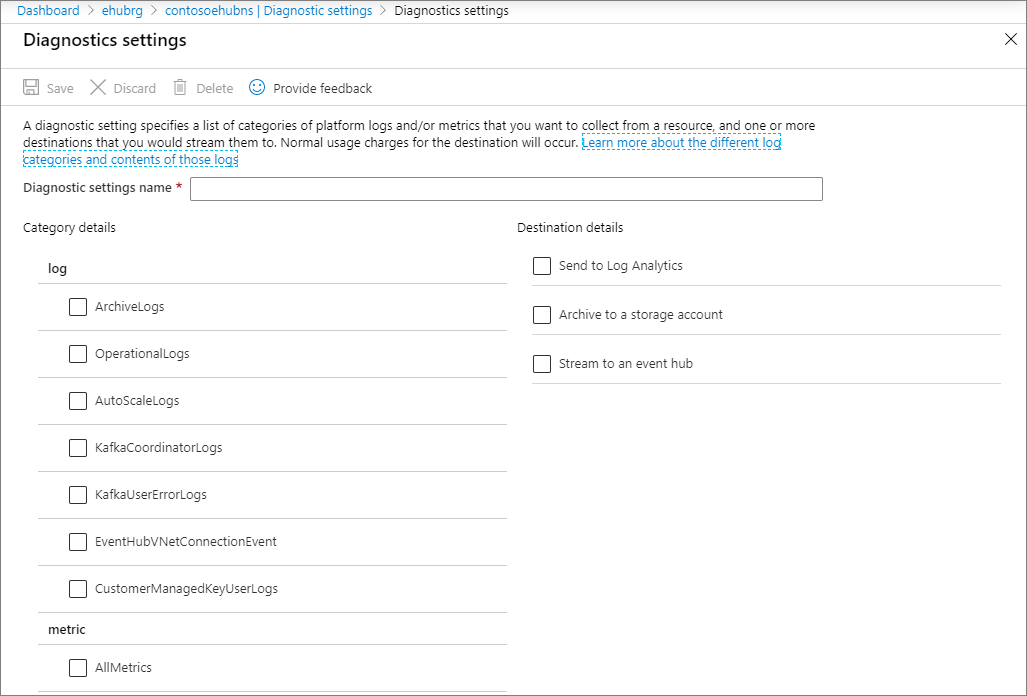 Dashboard > ehubrg > contosoehubns | Diagnostic settings > Diagnostics settings
Diagnostics settings
Save Discard Delete Provide feedback
A diagnostic setting specifies a list of categories of platform logs and/or metrics that you want to collect from a resource, and one or more
destinations that you would stream them to. Normal usage charges for the destination will occur. Learn more about the different log
categories and contents of those logs
Diagnostic settings name *
Category details
log
ArchiveLogs
OperationalLogs
AutoScaleLogs
KafkaCoordinatorLogs
KafkaUserErrorLogs
EventHubVNetConnectionEvent
CustomerManagedKeyUserLogs
metric
AllMetrics
Destination details
Send to Log Analytics
Archive to a storage account
Stream to an event hub